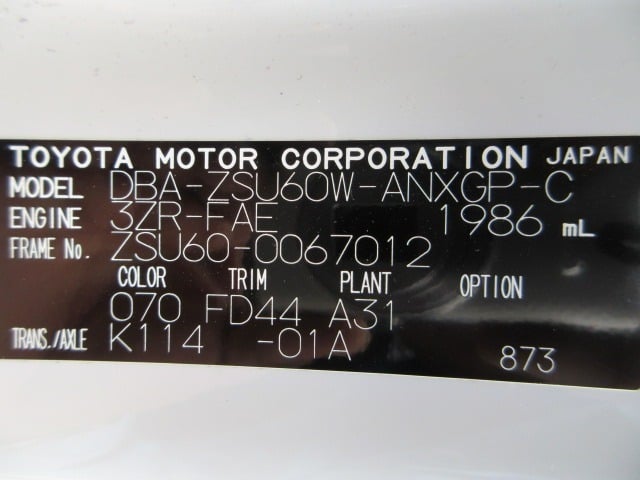 TOYOTA MOTOR CORPORATION JAPAN
MODEL DBA-ZSU60W-ANXGP-C
ENGINE 3ZR-FAE 1986 mL
FRAME No. ZSU60-0067012
COLOR TRIM PLANT OPTION
070 FD44 A31
TRANS./AXLE K114 -01A
873